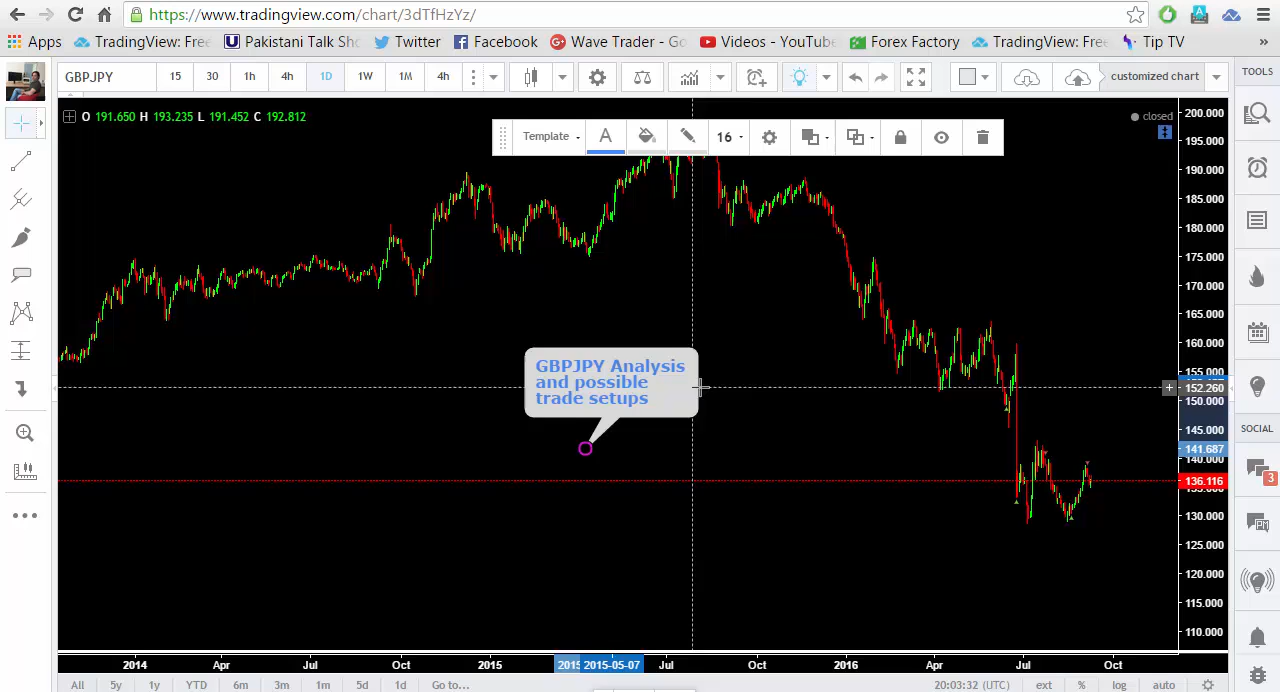 https://www.tradingview.com/chart/3dTfHzYz/
Apps TradingView: Free Pakistani Talk Sho Twitter Facebook Wave Trader - Go Videos - YouTube Forex Factory TradingView: Free Tip TV »
GBPJPY 15 30 1h 4h 1D 1W 1M 4h customized chart TOOLS
O 191.650 H 193.235 L 191.452 C 192.812
closed
Template A 16
GBPJPY Analysis
and possible
trade setups
200.000
195.000
190.000
185.000
180.000
175.000
170.000
165.000
160.000
155.000
152.260
150.000
145.000
141.687
140.000
136.116
135.000
130.000
125.000
120.000
115.000
110.000
SOCIAL
3
2014 Apr Jul Oct 2015 2015 2015-05-07 Jul Oct 2016 Apr Jul Oct
All 5y 1y YTD 6m 3m 1m 5d 1d Go to... 20:03:32 (UTC) ext % log auto